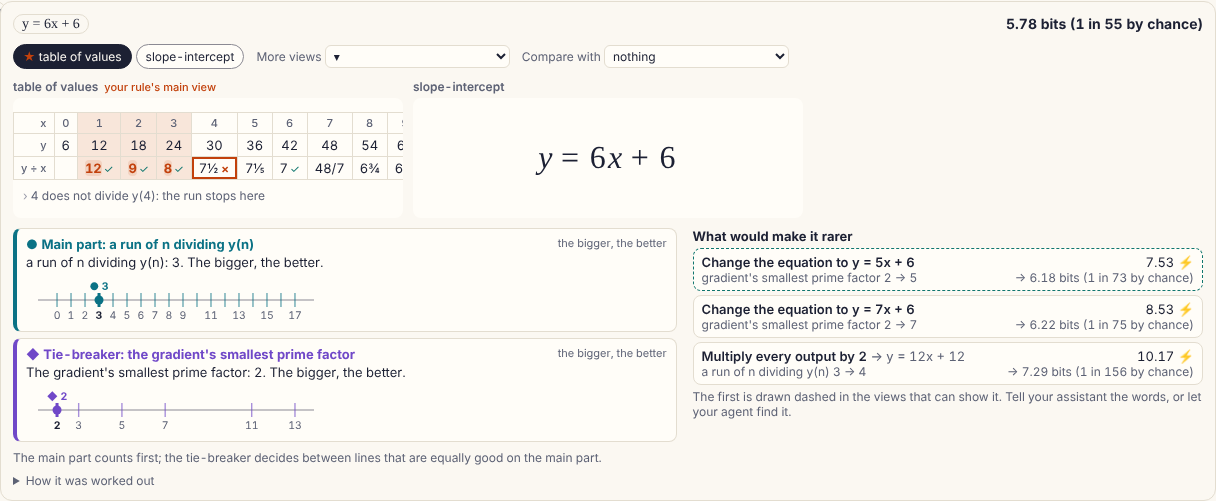 y = 6x + 6
5.78 bits (1 in 55 by chance)
★ table of values
slope-intercept
More views ▾
Compare with nothing
table of values your rule's main view
slope-intercept
x 0 1 2 3 4 5 6 7 8 9
y 6 12 18 24 30 36 42 48 54 6
y ÷ x 12 ✓ 9 ✓ 8 ✓ 7½ × 7⅕ 7 ✓ 48/7 6¾ 6
› 4 does not divide y(4): the run stops here
y = 6x + 6
● Main part: a run of n dividing y(n)
the bigger, the better
a run of n dividing y(n): 3. The bigger, the better.
● 3
0 1 2 3 4 5 6 7 8 9 11 13 15 17
◆ Tie-breaker: the gradient's smallest prime factor
the bigger, the better
The gradient's smallest prime factor: 2. The bigger, the better.
◆ 2
2 3 5 7 11 13
What would make it rarer
Change the equation to y = 5x + 6 7.53 ⚡
gradient's smallest prime factor 2 → 5 → 6.18 bits (1 in 73 by chance)
Change the equation to y = 7x + 6 8.53 ⚡
gradient's smallest prime factor 2 → 7 → 6.22 bits (1 in 75 by chance)
Multiply every output by 2 → y = 12x + 12 10.17 ⚡
a run of n dividing y(n) 3 → 4 → 7.29 bits (1 in 156 by chance)
The first is drawn dashed in the views that can show it. Tell your assistant the words, or let
your agent find it.
The main part counts first; the tie-breaker decides between lines that are equally good on the main part.
▶ How it was worked out